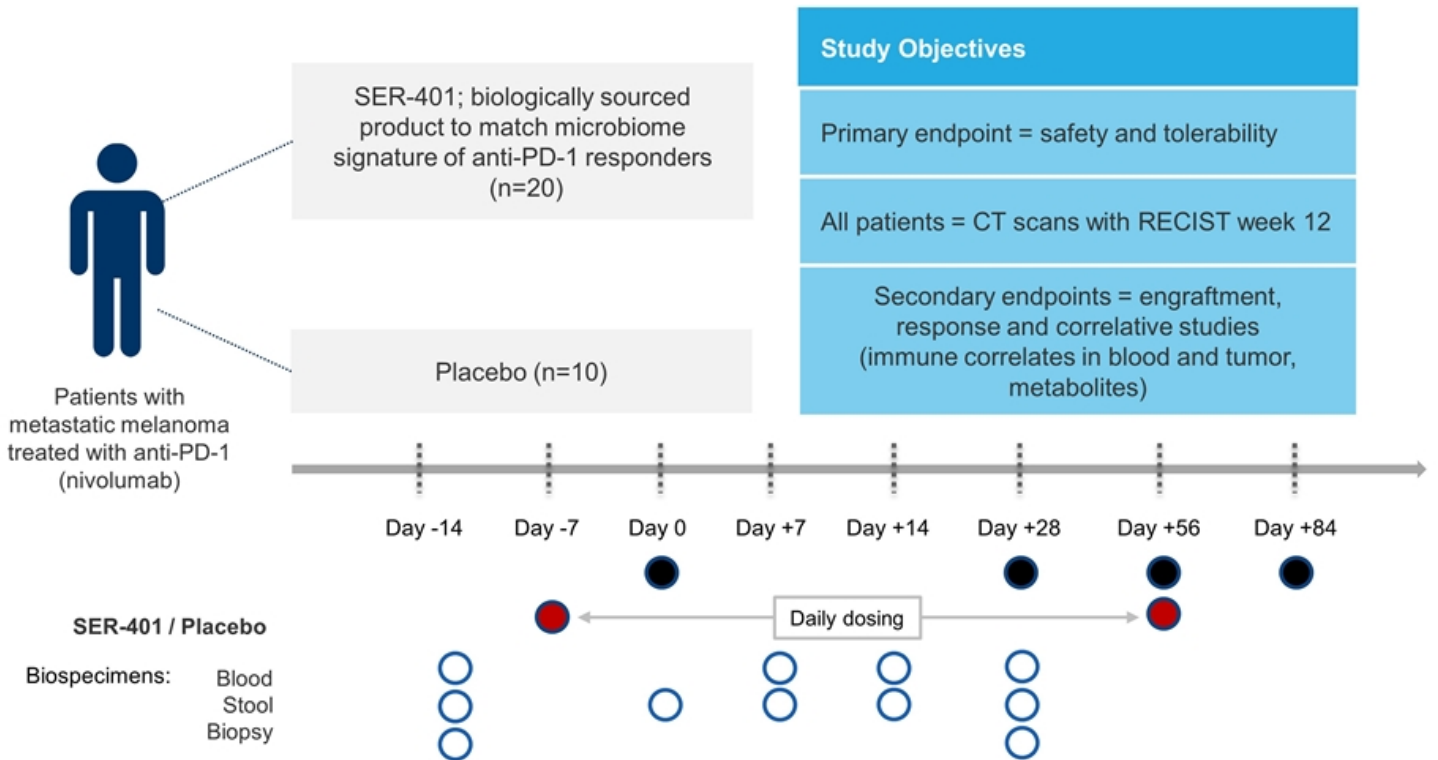 Study Objectives
SER-401; biologically sourced
product to match microbiome
signature of anti-PD-1 responders
(n=20)
Primary endpoint = safety and tolerability
All patients = CT scans with RECIST week 12
Secondary endpoints = engraftment,
response and correlative studies
(immune correlates in blood and tumor,
metabolites)
Placebo (n=10)
Patients with
metastatic melanoma
treated with anti-PD-1
(nivolumab)
Day -14
Day -7
Day 0
Day +7
Day +14
Day +28
Day +56
Day +84
SER-401 / Placebo
Daily dosing
Biospecimens:
Blood
Stool
Biopsy